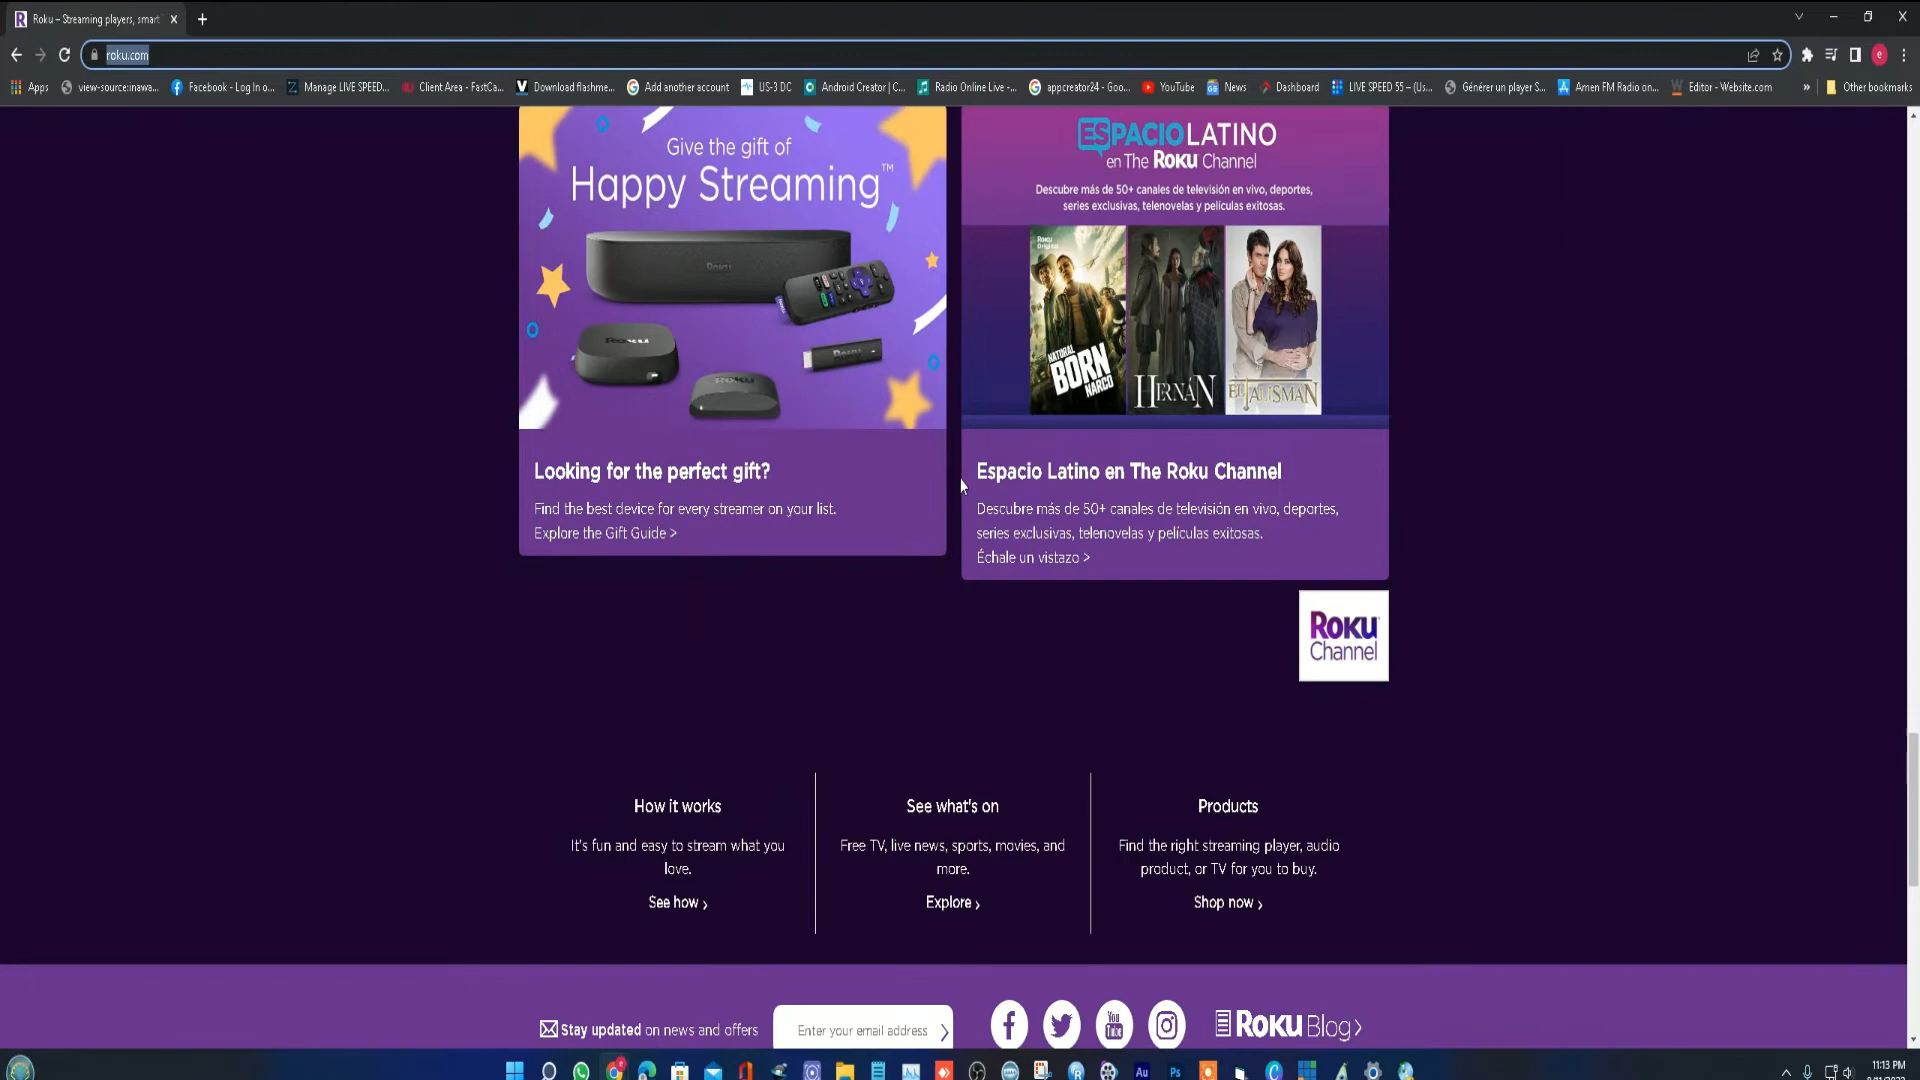 Roku – Streaming players, smart
roku.com
Apps
view-source:inawa...
Facebook - Log In o...
Manage LIVE SPEED...
Client Area - FastCa...
Download flashme...
Add another account
US-3 DC
Android Creator | C...
Radio Online Live -...
appcreator24 - Goo...
YouTube
News
Dashboard
LIVE SPEED 55 – (Us...
Générer un player S...
Amen FM Radio on...
Editor - Website.com
»
Other bookmarks
Give the gift of
Happy Streaming™
Roku
Roku
Roku
Roku
Looking for the perfect gift?
Find the best device for every streamer on your list.
Explore the Gift Guide >
ESPACIO LATINO
en The Roku Channel
Descubre más de 50+ canales de televisión en vivo, deportes,
series exclusivas, telenovelas y películas exitosas.
Roku
Original
NATURAL
BORN
NARCO
HERNÁN
EL TALISMÁN
Espacio Latino en The Roku Channel
Descubre más de 50+ canales de televisión en vivo, deportes,
series exclusivas, telenovelas y películas exitosas.
Échale un vistazo >
Roku
Channel
How it works
It's fun and easy to stream what you
love.
See how ›
See what's on
Free TV, live news, sports, movies, and
more.
Explore ›
Products
Find the right streaming player, audio
product, or TV for you to buy.
Shop now ›
Stay updated on news and offers
Enter your email address
You
Tube
Roku Blog›
11:13 PM